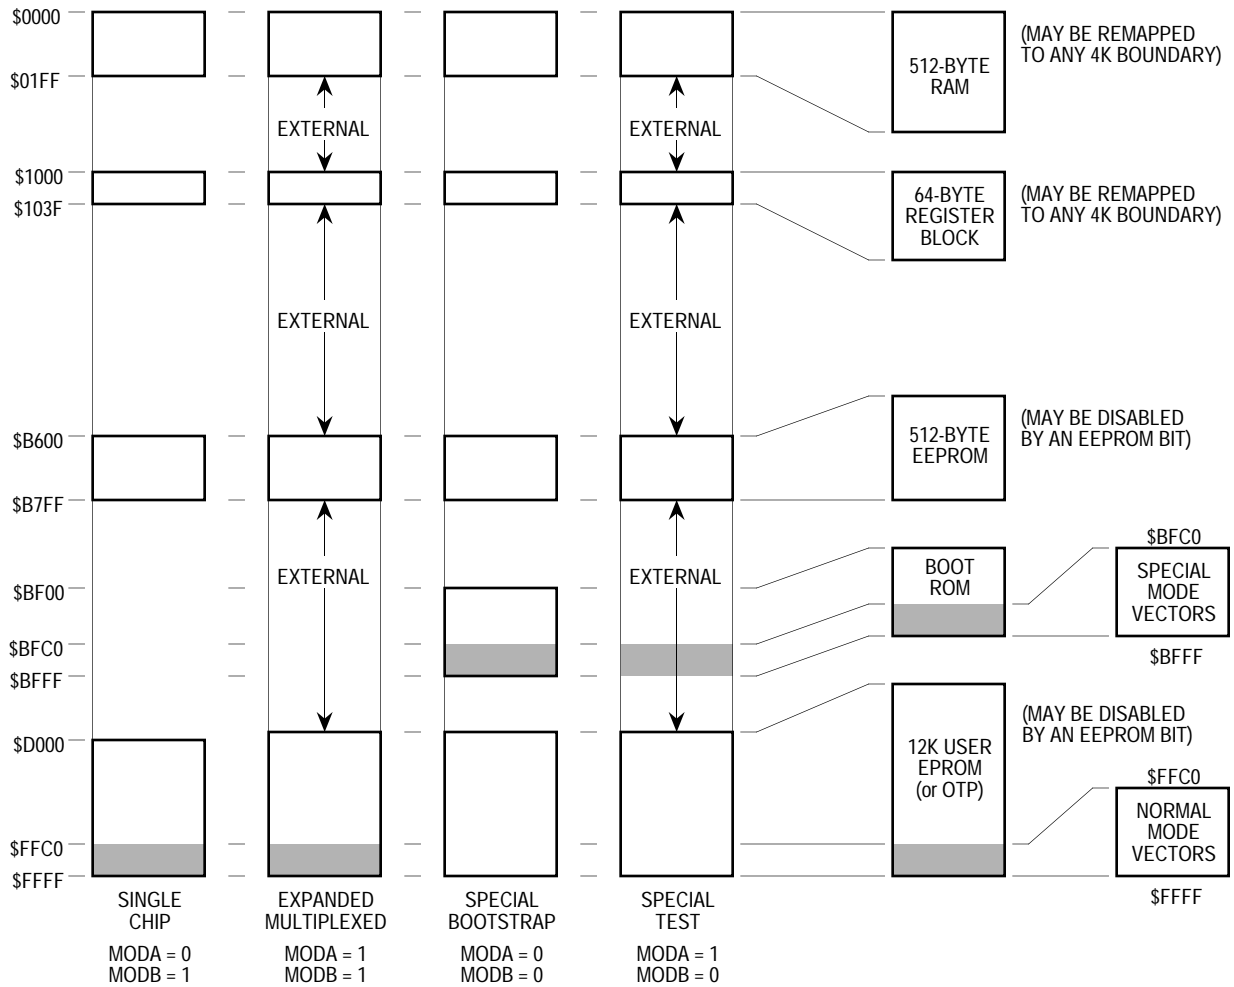 $0000
$01FF
$1000
$103F
$B600
$B7FF
$BF00
$BFC0
$BFFF
$D000
$FFC0
$FFFF
SINGLE
CHIP
MODA = 0
MODB = 1
EXTERNAL
EXTERNAL
EXTERNAL
EXPANDED
MULTIPLEXED
MODA = 1
MODB = 1
SPECIAL
BOOTSTRAP
MODA = 0
MODB = 0
EXTERNAL
EXTERNAL
EXTERNAL
SPECIAL
TEST
MODA = 1
MODB = 0
512-BYTE
RAM
(MAY BE REMAPPED
TO ANY 4K BOUNDARY)
64-BYTE
REGISTER
BLOCK
(MAY BE REMAPPED
TO ANY 4K BOUNDARY)
512-BYTE
EEPROM
(MAY BE DISABLED
BY AN EEPROM BIT)
BOOT
ROM
$BFC0
SPECIAL
MODE
VECTORS
$BFFF
12K USER
EPROM
(or OTP)
(MAY BE DISABLED
BY AN EEPROM BIT)
$FFC0
NORMAL
MODE
VECTORS
$FFFF